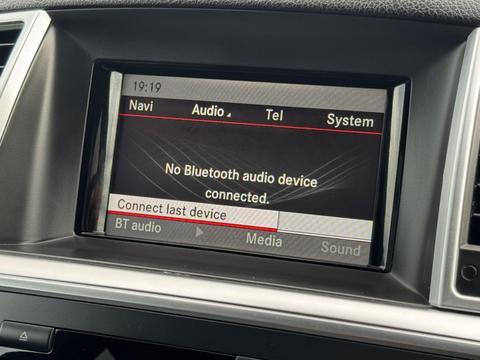 19:19
Navi Audio Tel System
No Bluetooth audio device
connected.
Connect last device
BT audio Media Sound